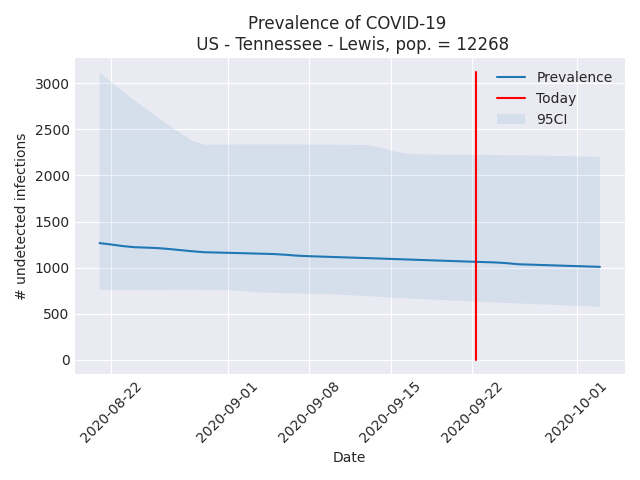 Prevalence of COVID-19
US - Tennessee - Lewis, pop. = 12268
Prevalence
Today
95CI
3000
2500
2000
1500
1000
500
0
# undetected infections
2020-08-22
2020-09-01
2020-09-08
2020-09-15
2020-09-22
2020-10-01
Date